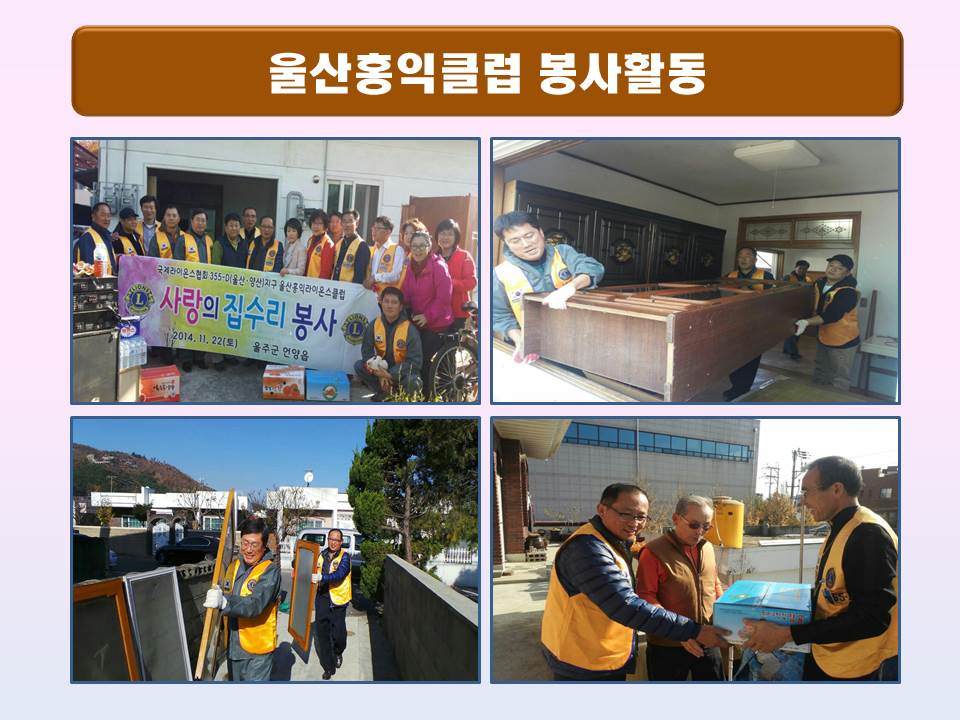 울산홍익클럽 봉사활동
국제라이온스협회 355-D(울산·양산)지구 울산홍익라이온스클럽
사랑의 집수리 봉사
2014. 11. 22(토) 울주군 언양읍